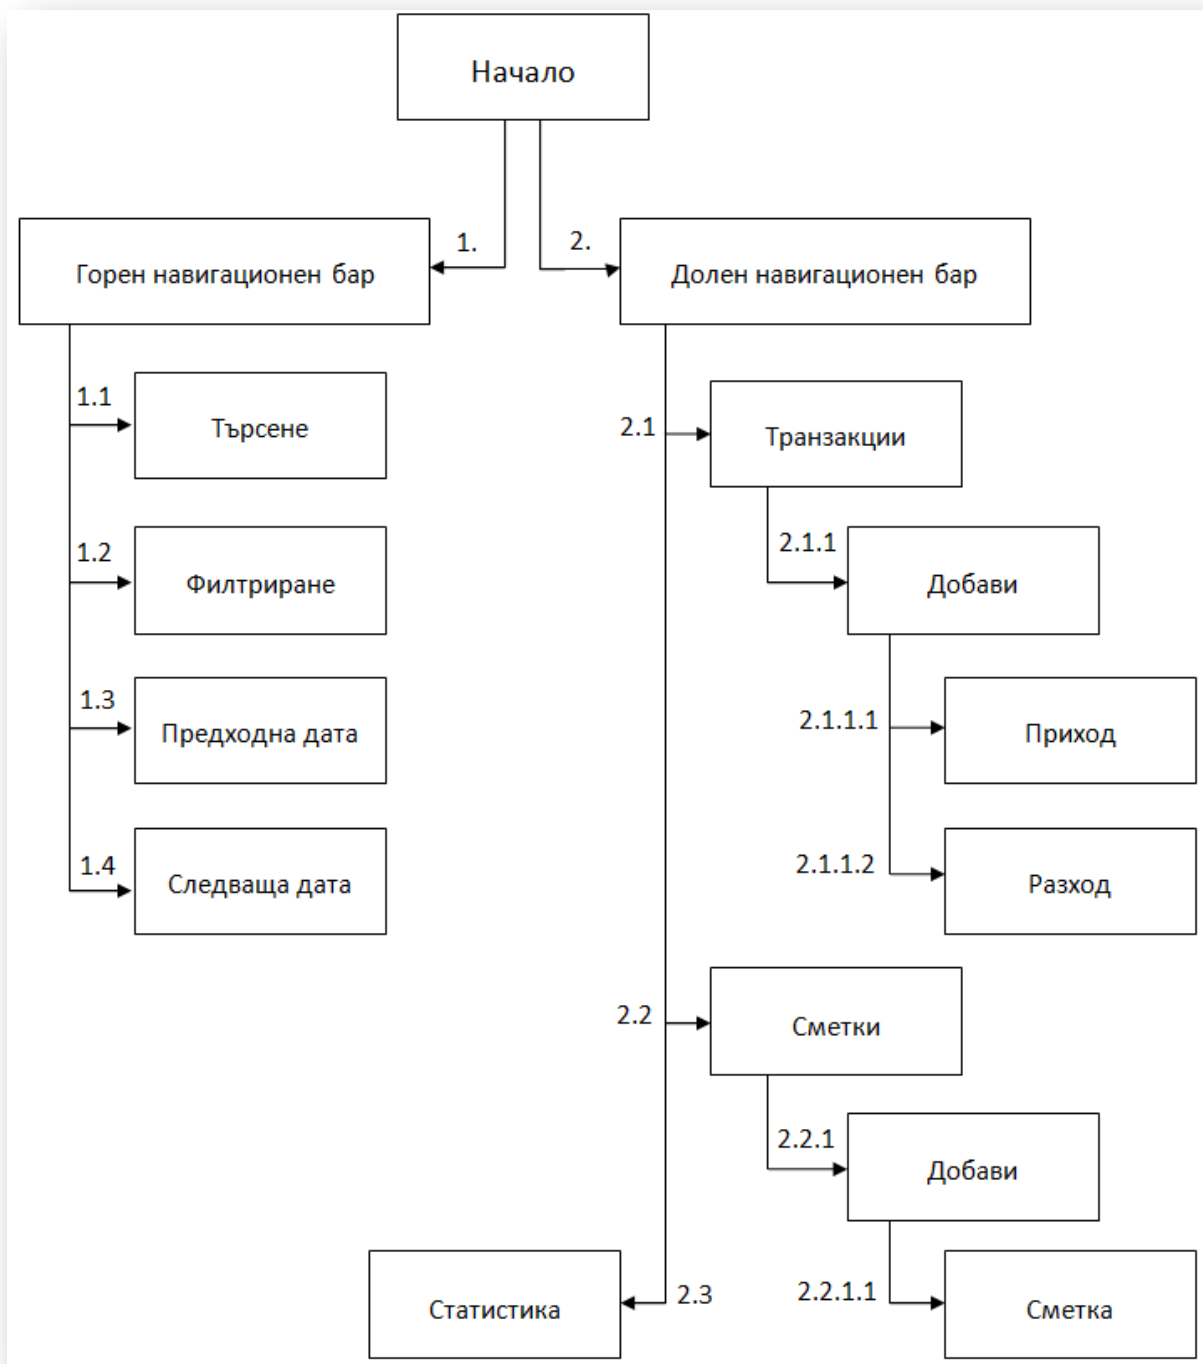 Начало
1.
2.
Горен навигационен бар
Долен навигационен бар
1.1
Търсене
1.2
Филтриране
1.3
Предходна дата
1.4
Следваща дата
2.1
Транзакции
2.1.1
Добави
2.1.1.1
Приход
2.1.1.2
Разход
2.2
Сметки
2.2.1
Добави
2.2.1.1
Сметка
2.3
Статистика